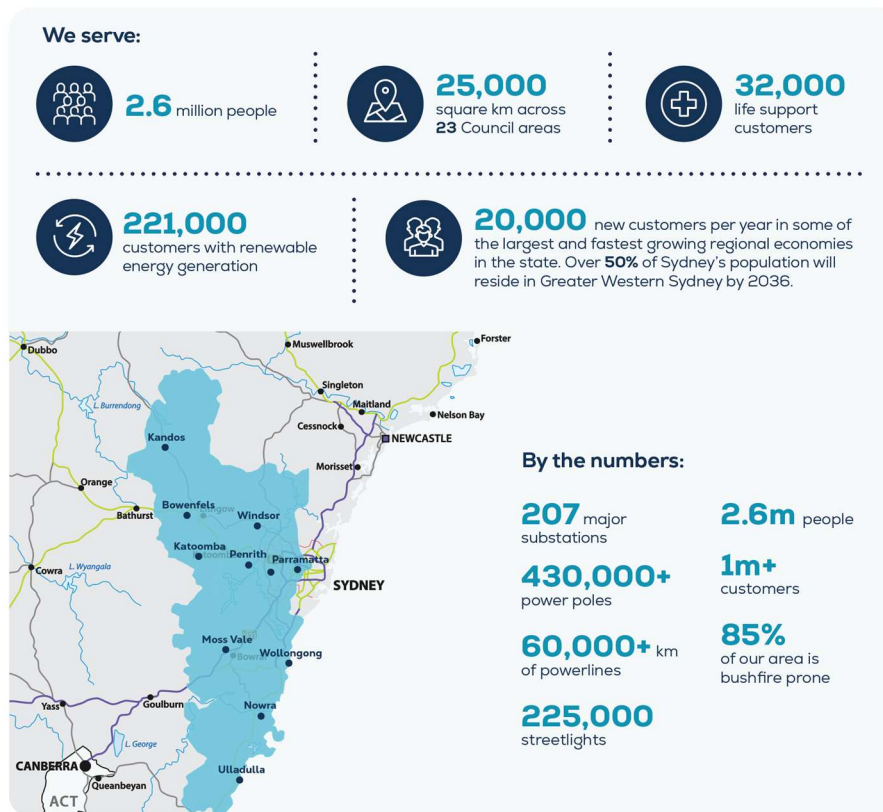 We serve:
2.6 million people
25,000
square km across
23 Council areas
32,000
life support
customers
221,000
customers with renewable
energy generation
20,000 new customers per year in some of
the largest and fastest growing regional economies
in the state. Over 50% of Sydney's population will
reside in Greater Western Sydney by 2036.
Dubbo
Muswellbrook
Forster
Singleton
L. Burrendong
Maitland
Nelson Bay
Cessnock
NEWCASTLE
Kandos
Morisset
Orange
Bathurst
Bowenfels
Windsor
Katoomba
Penrith
Parramatta
Cowra
L. Wyangala
SYDNEY
Moss Vale
Bowral
Wollongong
Yass
Goulburn
Nowra
L. George
CANBERRA
Queanbeyan
Ulladulla
ACT
By the numbers:
207 major
substations
430,000+
power poles
60,000+ km
of powerlines
225,000
streetlights
2.6m people
1m+
customers
85%
of our area is
bushfire prone